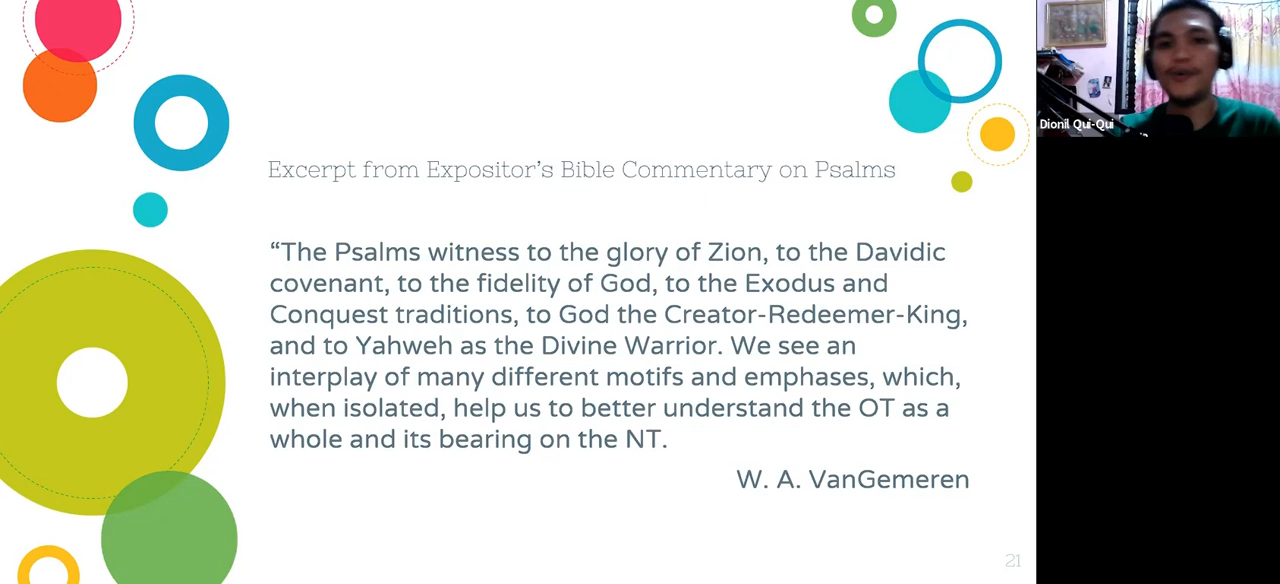 Excerpt from Expositor’s Bible Commentary on Psalms
“The Psalms witness to the glory of Zion, to the Davidic
covenant, to the fidelity of God, to the Exodus and
Conquest traditions, to God the Creator-Redeemer-King,
and to Yahweh as the Divine Warrior. We see an
interplay of many different motifs and emphases, which,
when isolated, help us to better understand the OT as a
whole and its bearing on the NT.
W. A. VanGemeren
21
Dionil Qui-Qui